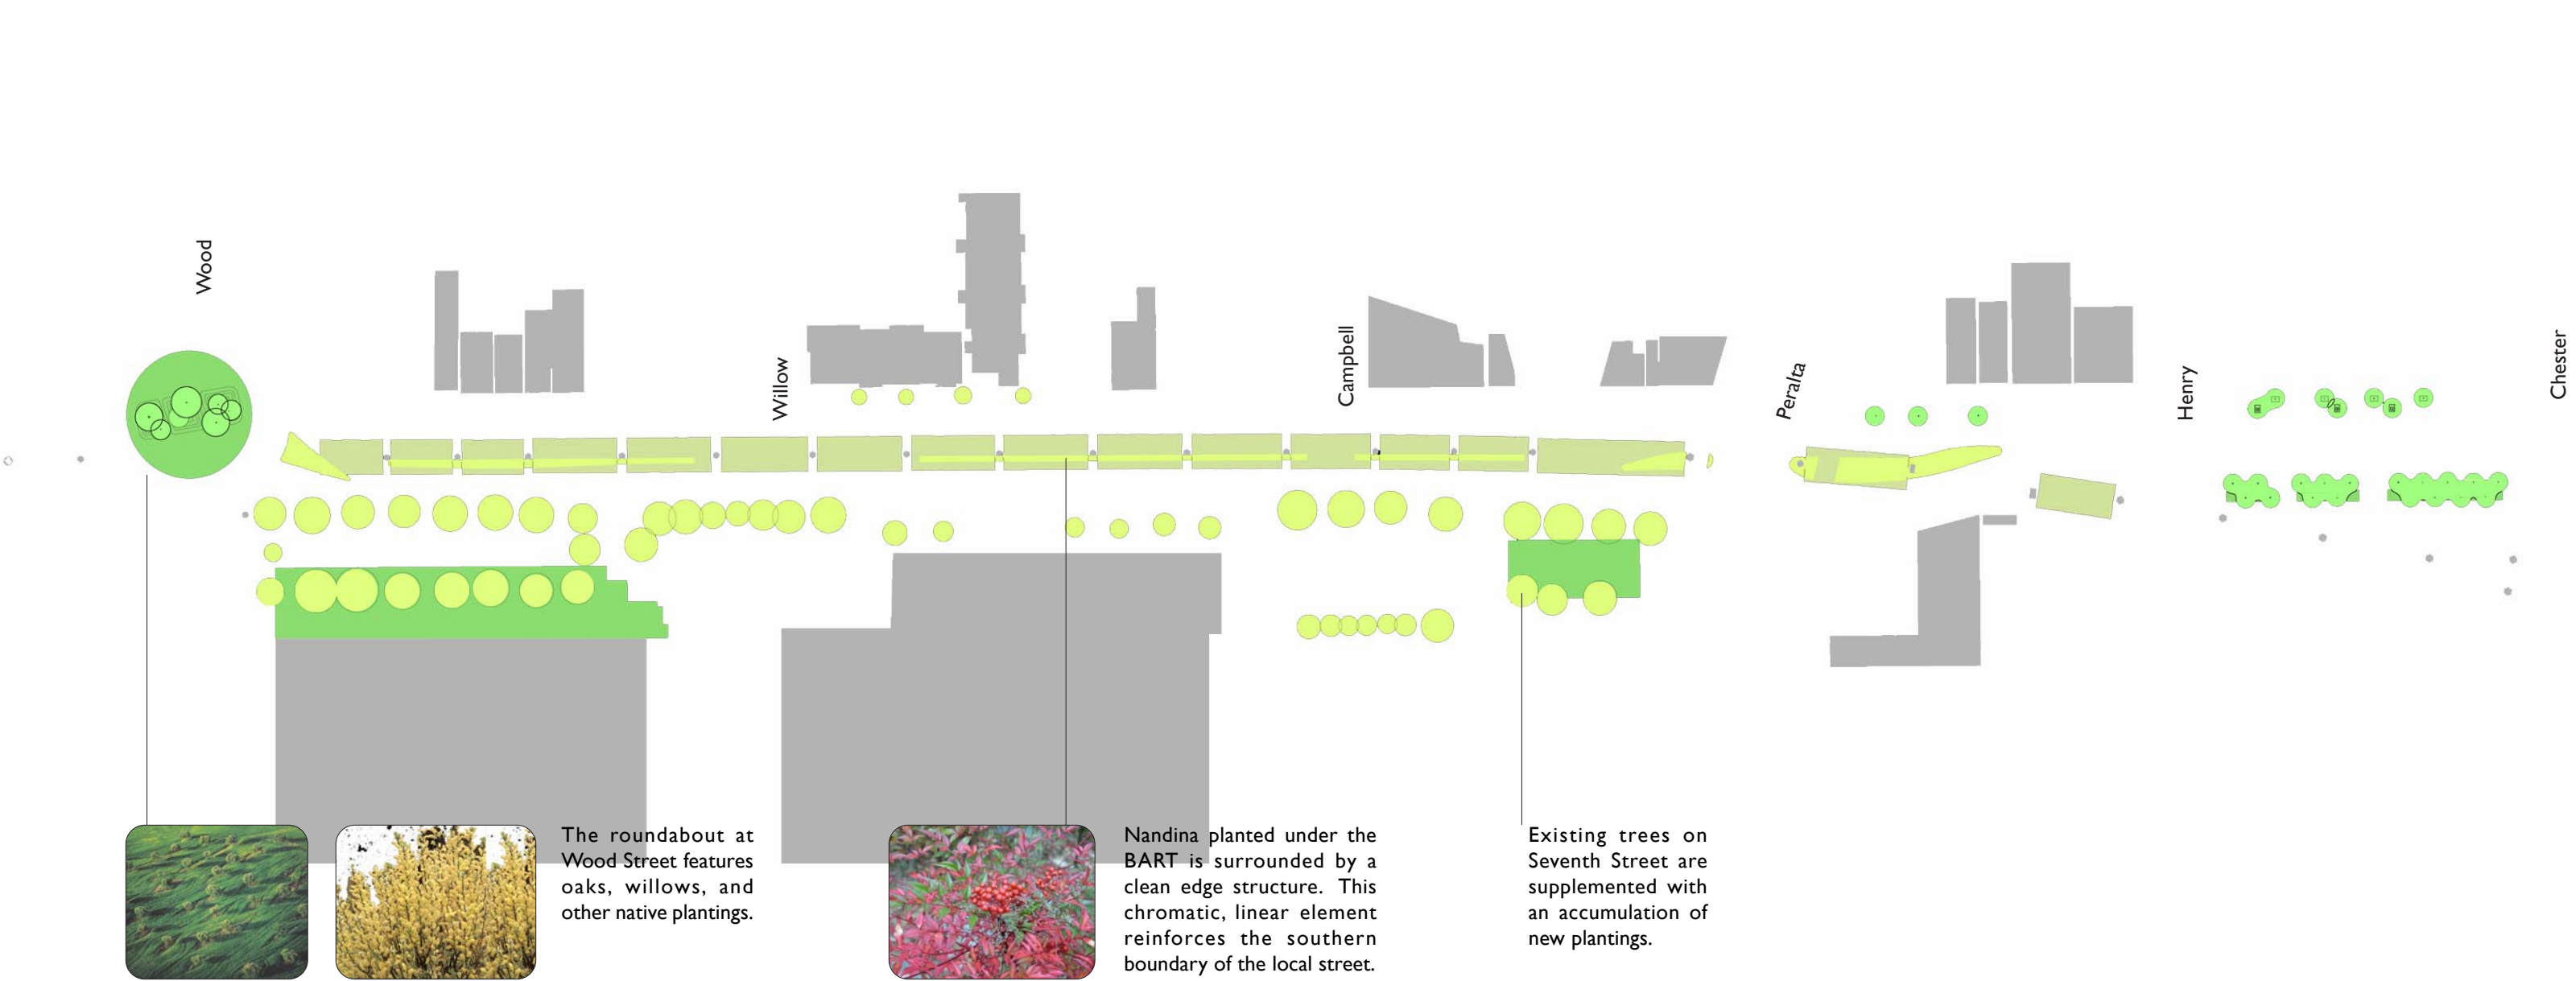 Wood
Willow
Campbell
Peralta
Henry
Chester
The roundabout at
Wood Street features
oaks, willows, and
other native plantings.
Nandina planted under the
BART is surrounded by a
clean edge structure. This
chromatic, linear element
reinforces the southern
boundary of the local street.
Existing trees on
Seventh Street are
supplemented with
an accumulation of
new plantings.